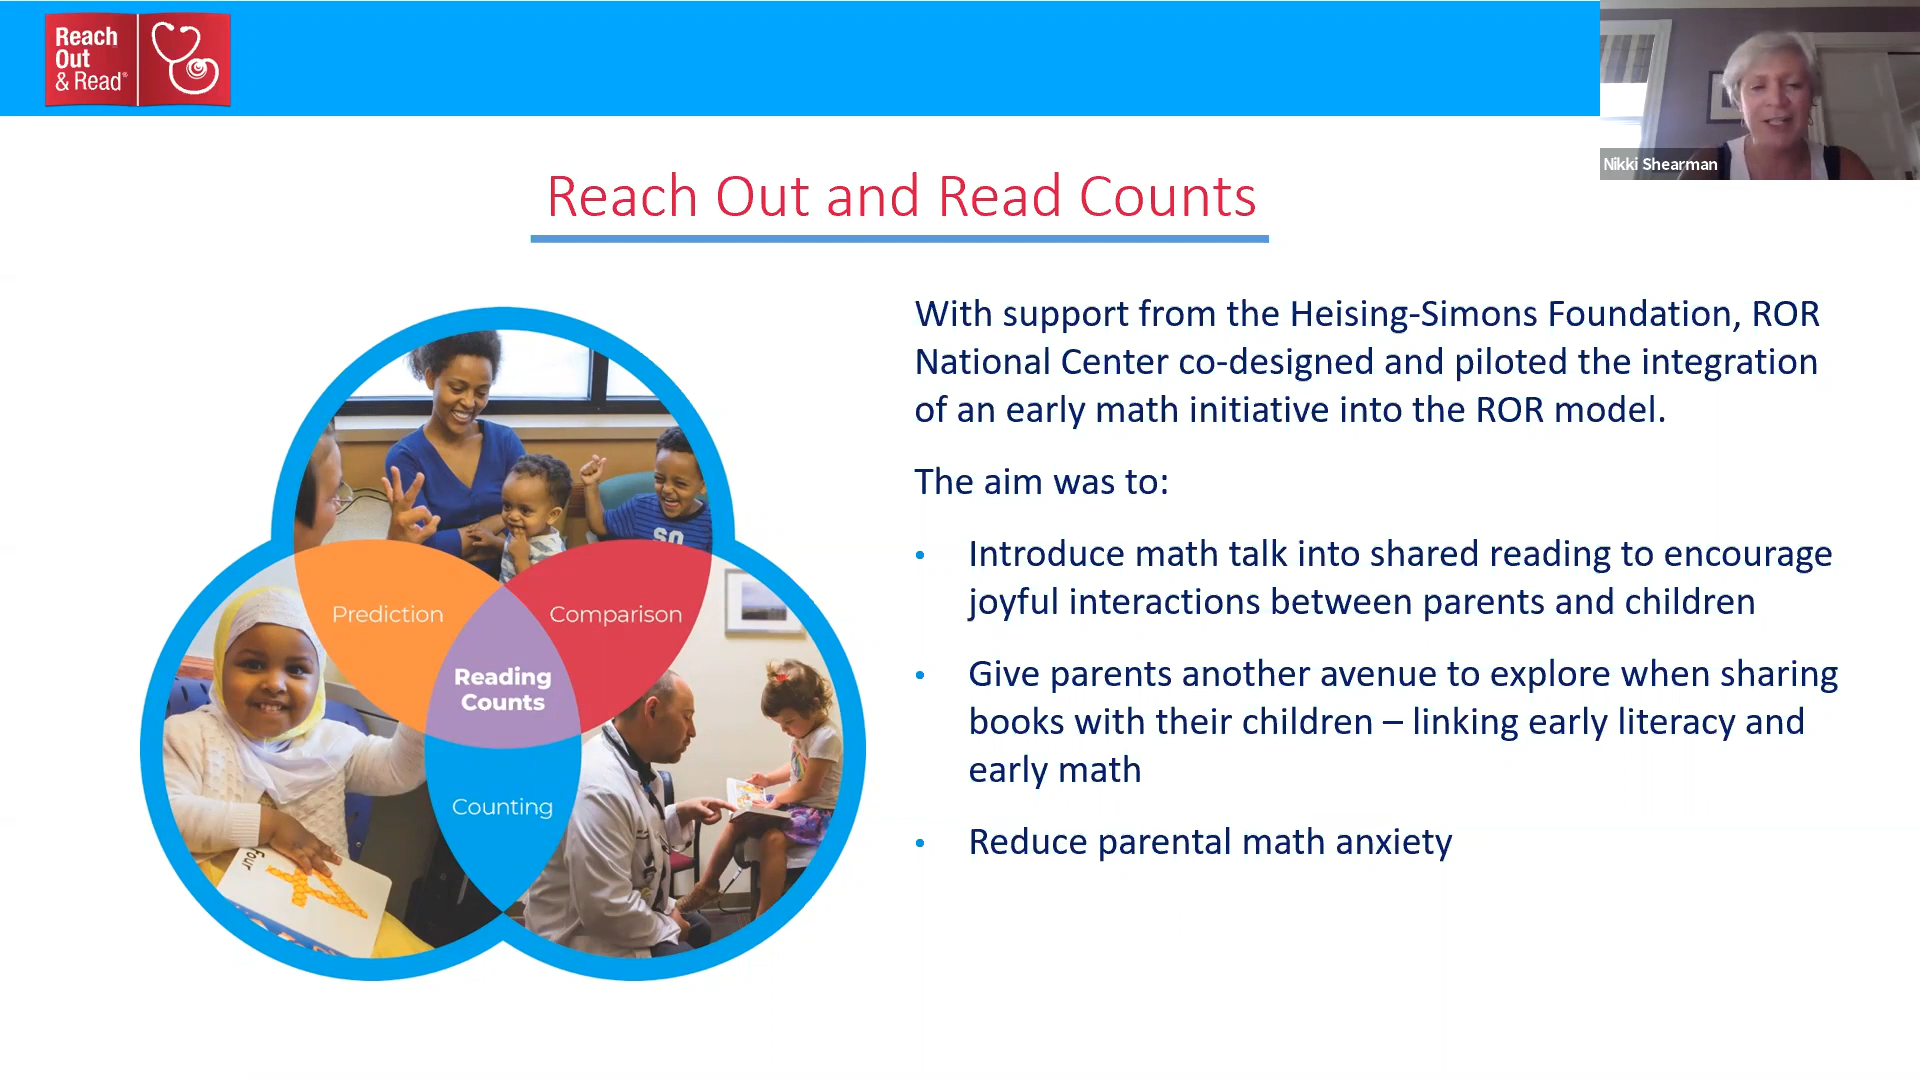 Reach
Out
& Read®
Nikki Shearman
Reach Out and Read Counts
With support from the Heising-Simons Foundation, ROR
National Center co-designed and piloted the integration
of an early math initiative into the ROR model.
The aim was to:
• Introduce math talk into shared reading to encourage
joyful interactions between parents and children
• Give parents another avenue to explore when sharing
books with their children – linking early literacy and
early math
• Reduce parental math anxiety
SO
Prediction
Comparison
Reading
Counts
Counting
four
4